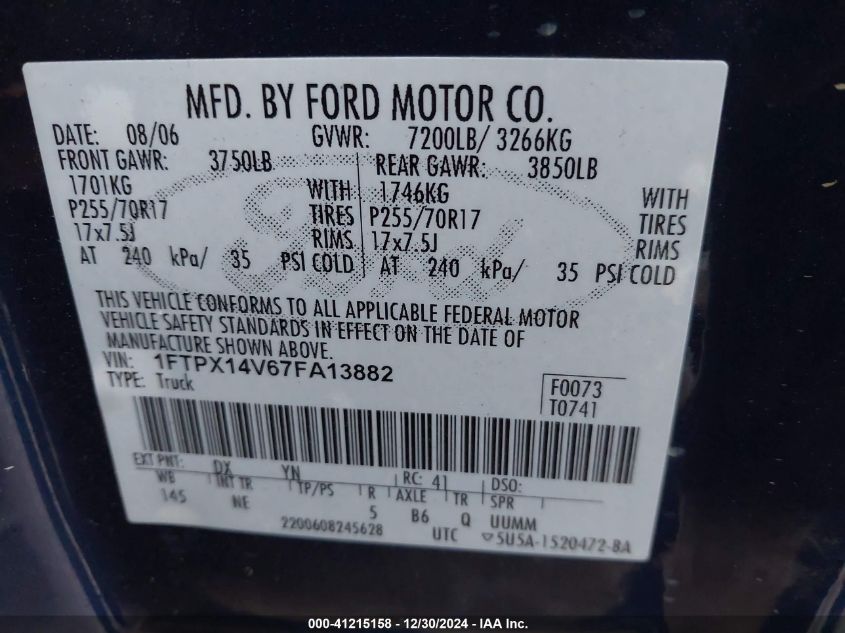 MFD. BY FORD MOTOR CO.
DATE: 08/06 GVWR: 7200LB/ 3266KG
FRONT GAWR: 3750LB REAR GAWR: 3850LB
1701KG WITH 1746KG WITH
P255/70R17 TIRES P255/70R17 TIRES
17x7.5J RIMS 17x7.5J RIMS
AT 240 kPa/ 35 PSI COLD AT 240 kPa/ 35 PSI COLD
Ford
THIS VEHICLE CONFORMS TO ALL APPLICABLE FEDERAL MOTOR
VEHICLE SAFETY STANDARDS IN EFFECT ON THE DATE OF
MANUFACTURE SHOWN ABOVE.
VIN: 1FTPX14V67FA13882
TYPE: Truck
F0073
T0741
EXT PNT: DX YN RC: 41 DSO:
WB INT TR TP/PS R AXLE TR SPR
145 NE 5 B6 Q UUMM
2200608245628 UTC ▽5U5A-1520472-BA
000-41215158 - 12/30/2024 - IAA Inc.